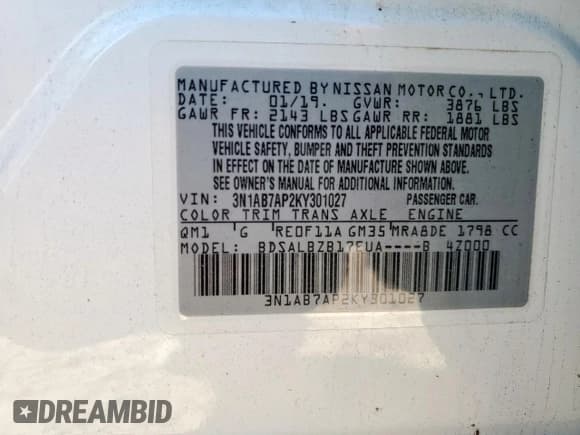 MANUFACTURED BY NISSAN MOTOR CO., LTD.
DATE: 01/19. GVWR: 3876 LBS
GAWR FR: 2143 LBS GAWR RR: 1881 LBS
THIS VEHICLE CONFORMS TO ALL APPLICABLE FEDERAL MOTOR
VEHICLE SAFETY, BUMPER AND THEFT PREVENTION STANDARDS
IN EFFECT ON THE DATE OF MANUFACTURE SHOWN ABOVE.
SEE OWNER'S MANUAL FOR ADDITIONAL INFORMATION.
VIN: 3N1AB7AP2KY301027 PASSENGER CAR.
COLOR TRIM TRANS AXLE ENGINE
QM1 G RE0F11A GM35 MRA8DE 1798 CC
MODEL: BDSALBZB17EUA----B 4Z000
3N1AB7AP2KY301027
DREAMBID